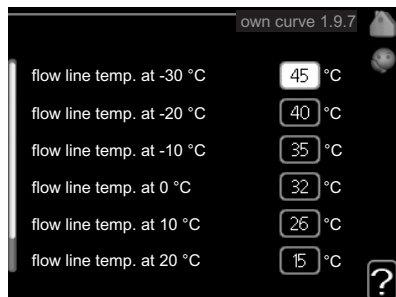 own curve 1.9.7
flow line temp. at -30 °C 45 °C
flow line temp. at -20 °C 40 °C
flow line temp. at -10 °C 35 °C
flow line temp. at 0 °C 32 °C
flow line temp. at 10 °C 26 °C
flow line temp. at 20 °C 15 °C
?